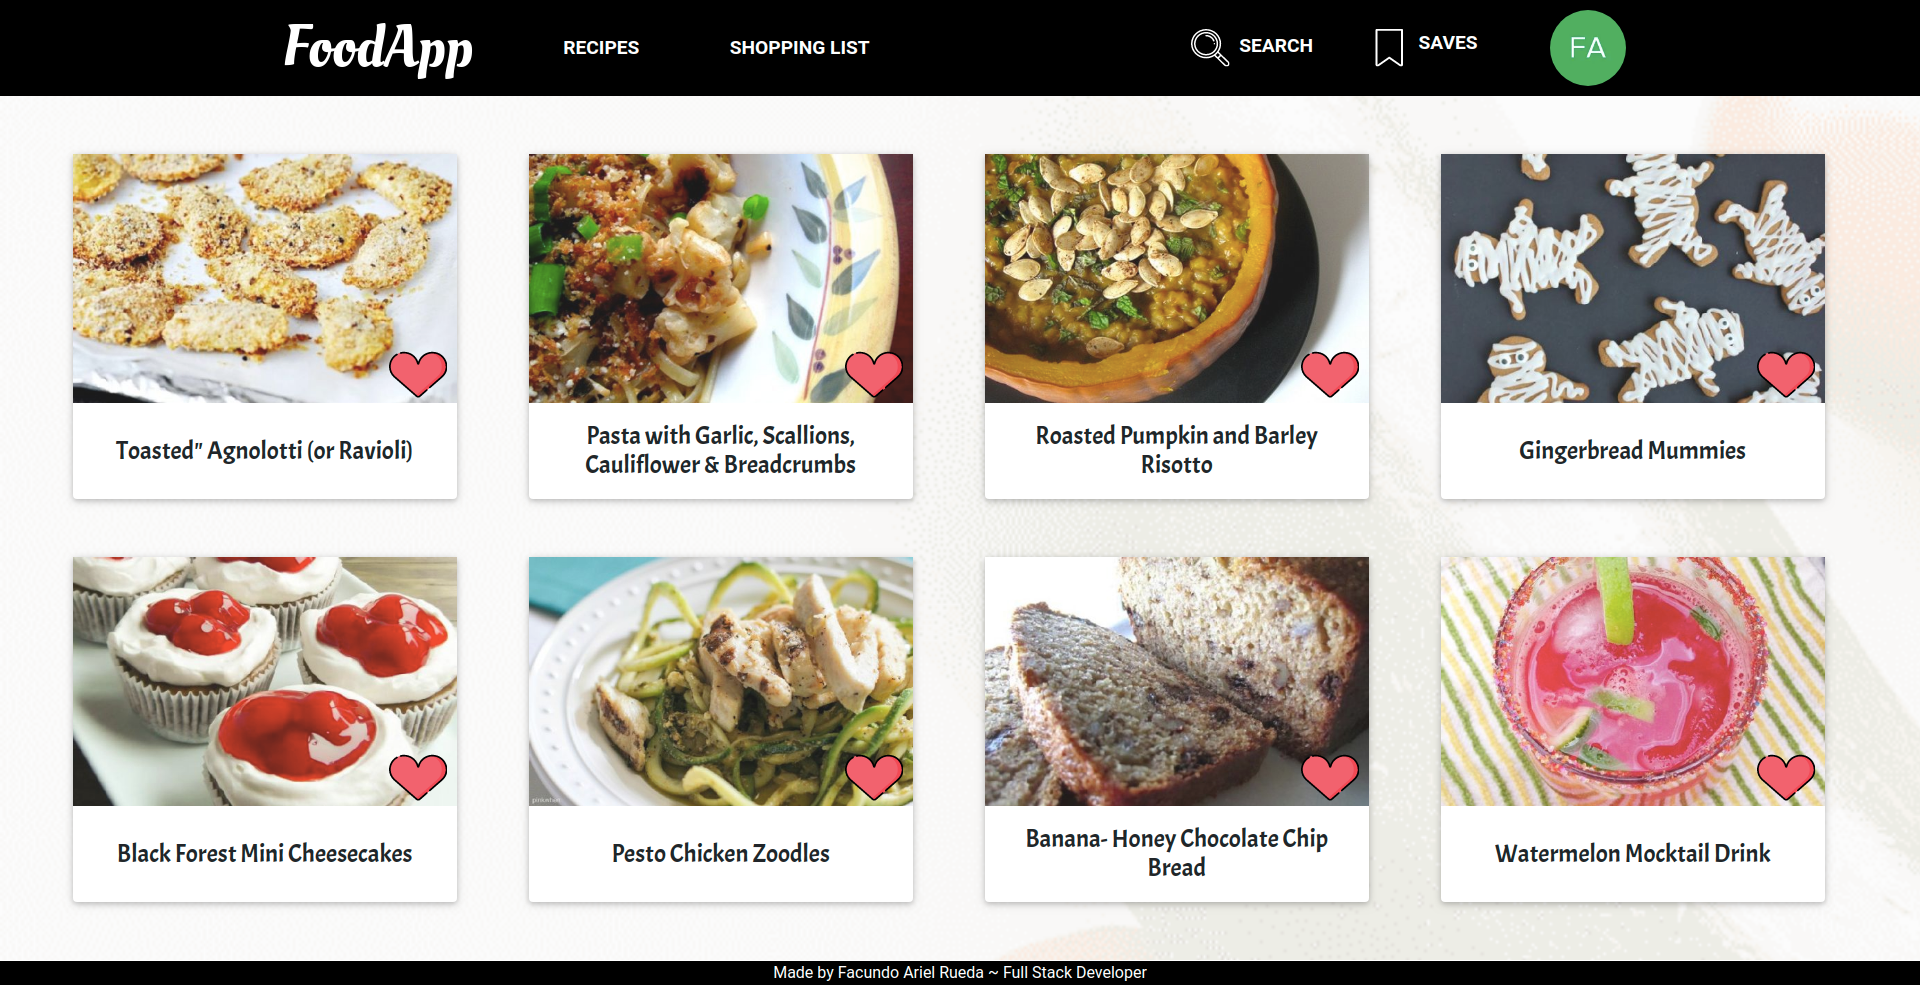 FoodApp
RECIPES
SHOPPING LIST
SEARCH
SAVES
FA
Toasted" Agnolotti (or Ravioli)
Pasta with Garlic, Scallions,
Cauliflower & Breadcrumbs
Roasted Pumpkin and Barley
Risotto
Gingerbread Mummies
Black Forest Mini Cheesecakes
Pesto Chicken Zoodles
Banana- Honey Chocolate Chip
Bread
Watermelon Mocktail Drink
Made by Facundo Ariel Rueda ~ Full Stack Developer